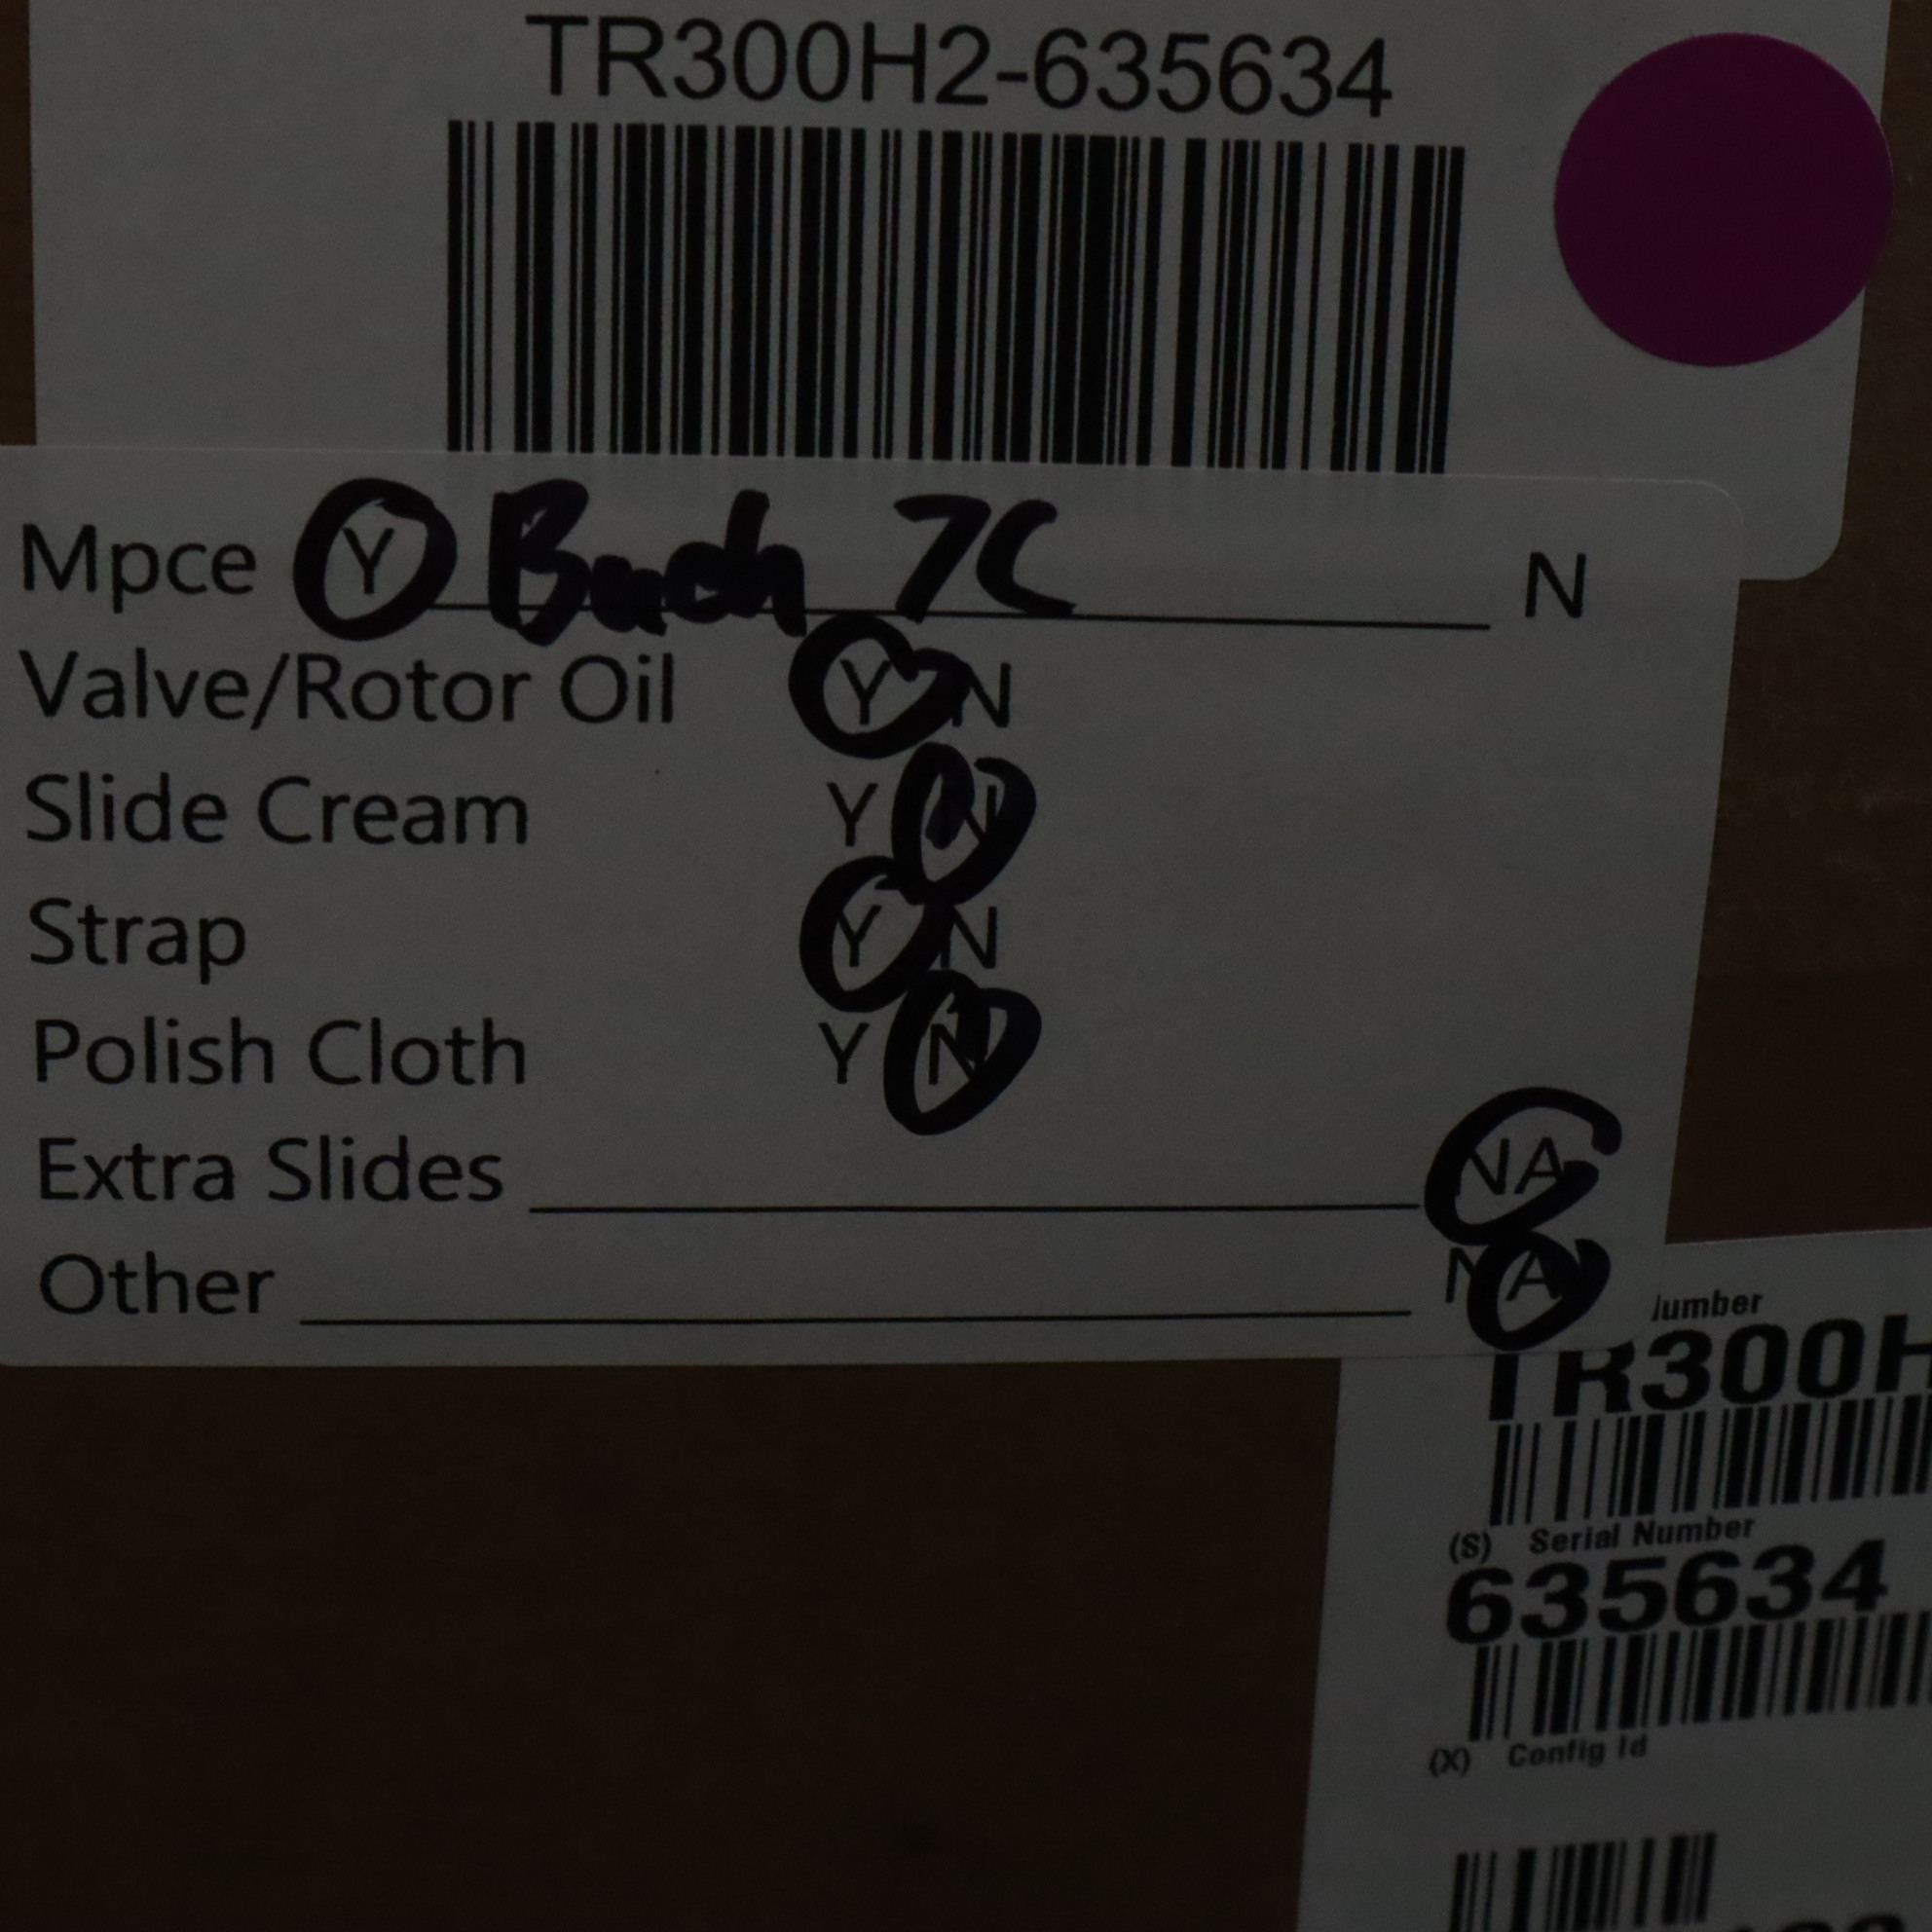 TR300H2-635634
Mpce Y Bach 7C N
Valve/Rotor Oil Y N
Slide Cream Y N
Strap Y N
Polish Cloth Y N
Extra Slides NA
Other NA
umber
TR300H
(S) Serial Number
635634
(X) Config Id